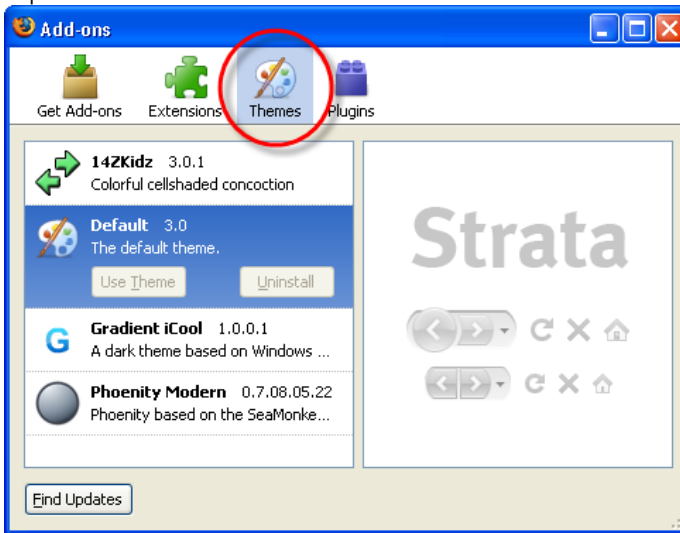 Add-ons
Get Add-ons Extensions Themes Plugins
14ZKidz 3.0.1
Colorful cellshaded concoction
Default 3.0
The default theme.
Use Theme Uninstall
Gradient iCool 1.0.0.1
A dark theme based on Windows ...
Phoenity Modern 0.7.08.05.22
Phoenity based on the SeaMonke...
Strata
Find Updates